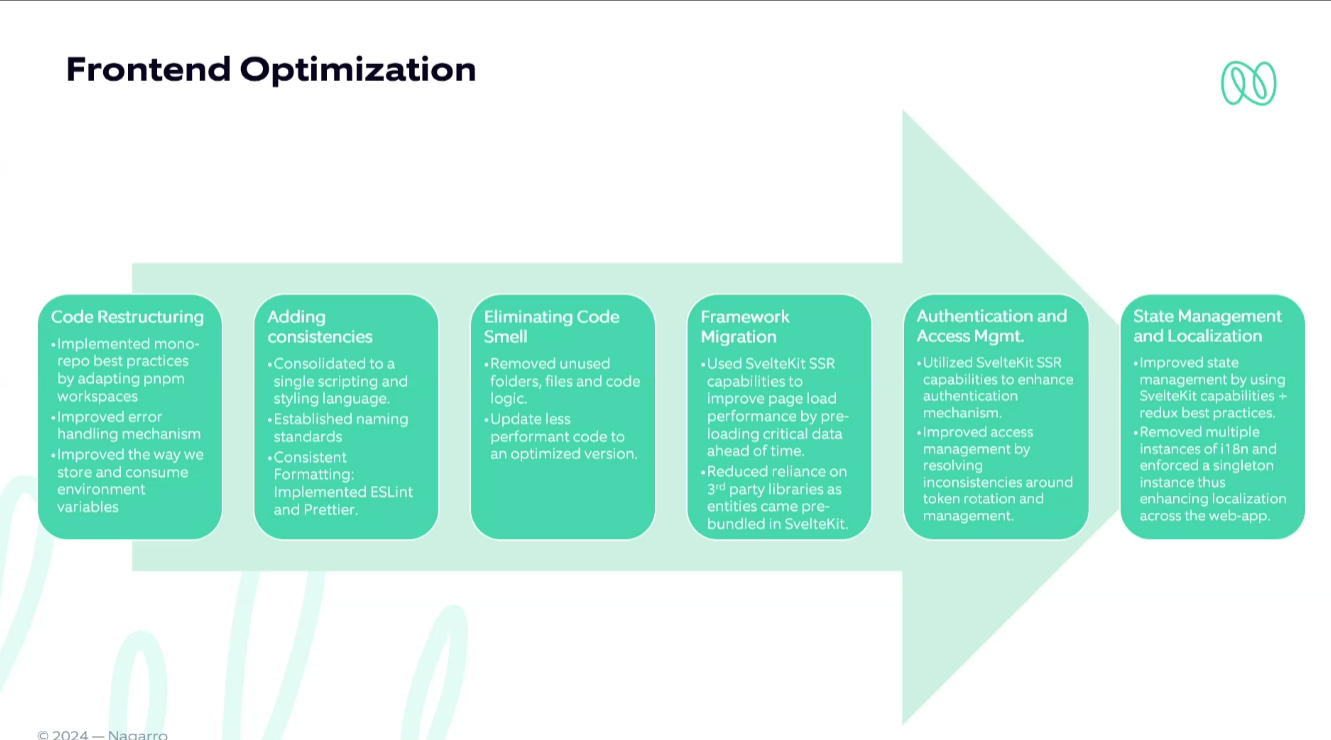 Frontend Optimization
Code Restructuring
•Implemented mono-
repo best practices
by adapting pnpm
workspaces
•Improved error
handling mechanism
•Improved the way we
store and consume
environment
variables
Adding
consistencies
•Consolidated to a
single scripting and
styling language.
•Established naming
standards
•Consistent
Formatting:
Implemented ESLint
and Prettier.
Eliminating Code
Smell
•Removed unused
folders, files and code
logic.
•Update less
performant code to
an optimized version.
Framework
Migration
•Used SvelteKit SSR
capabilities to
improve page load
performance by pre-
loading critical data
ahead of time.
•Reduced reliance on
3rd party libraries as
entities came pre-
bundled in SvelteKit.
Authentication and
Access Mgmt.
•Utilized SvelteKit SSR
capabilities to enhance
authentication
mechanism.
•Improved access
management by
resolving
inconsistencies around
token rotation and
management.
State Management
and Localization
•Improved state
management by using
SvelteKit capabilities +
redux best practices.
•Removed multiple
instances of i18n and
enforced a singleton
instance thus
enhancing localization
across the web-app.
© 2024 — Nagarro